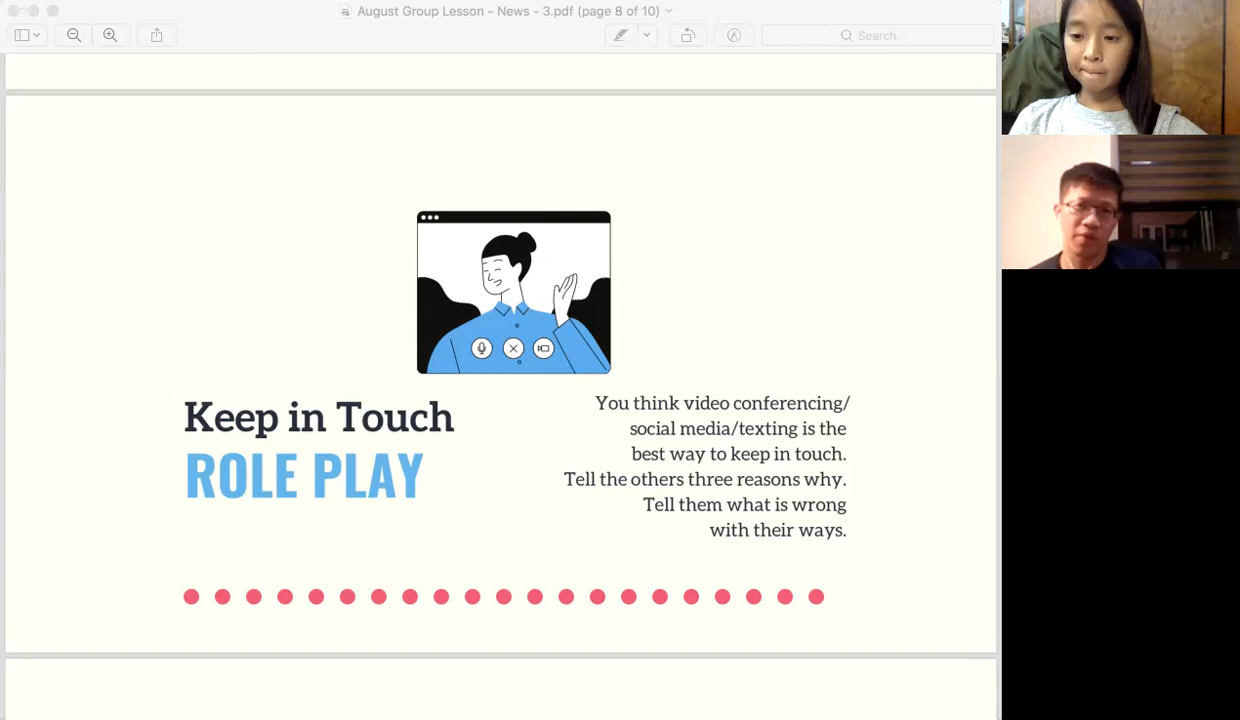 August Group Lesson – News - 3.pdf (page 8 of 10)
Search
Keep in Touch
ROLE PLAY
You think video conferencing/
social media/texting is the
best way to keep in touch.
Tell the others three reasons why.
Tell them what is wrong
with their ways.